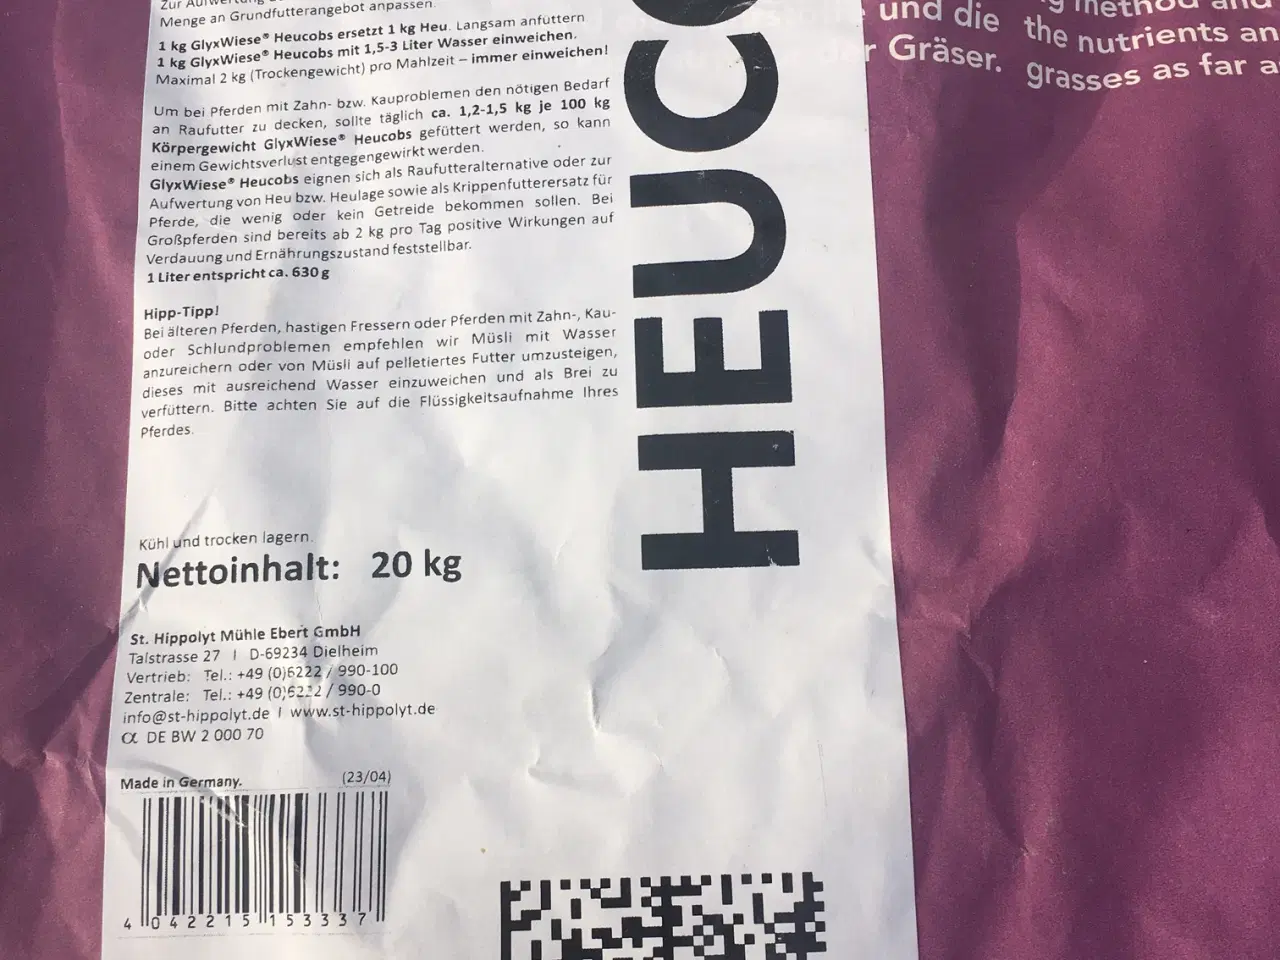 Menge an Grundfutterangebot anpassen.
1 kg GlyxWiese® Heucobs ersetzt 1 kg Heu. Langsam anfüttern
1 kg GlyxWiese® Heucobs mit 1,5-3 Liter Wasser einweichen.
Maximal 2 kg (Trockengewicht) pro Mahlzeit – immer einweichen!
Um bei Pferden mit Zahn- bzw. Kauproblemen den nötigen Bedarf
an Raufutter zu decken, sollte täglich ca. 1,2-1,5 kg je 100 kg
Körpergewicht GlyxWiese® Heucobs gefüttert werden, so kann
einem Gewichtsverlust entgegengewirkt werden.
GlyxWiese® Heucobs eignen sich als Raufutteralternative oder zur
Aufwertung von Heu bzw. Heulage sowie als Krippenfutterersatz für
Pferde, die wenig oder kein Getreide bekommen sollen. Bei
Großpferden sind bereits ab 2 kg pro Tag positive Wirkungen auf
Verdauung und Ernährungszustand feststellbar.
1 Liter entspricht ca. 630 g
Hipp-Tipp!
Bei älteren Pferden, hastigen Fressern oder Pferden mit Zahn-, Kau-
oder Schlundproblemen empfehlen wir Müsli mit Wasser
anzureichern oder von Müsli auf pelletiertes Futter umzusteigen,
dieses mit ausreichend Wasser einzuweichen und als Brei zu
verfüttern. Bitte achten Sie auf die Flüssigkeitsaufnahme Ihres
Pferdes.
Kühl und trocken lagern.
Nettoinhalt: 20 kg
St. Hippolyt Mühle Ebert GmbH
Talstrasse 27 | D-69234 Dielheim
Vertrieb: Tel.: +49 (0)6222 / 990-100
Zentrale: Tel.: +49 (0)6222 / 990-0
info@st-hippolyt.de | www.st-hippolyt.de
α DE BW 2 000 70
Made in Germany. (23/04)
4 042215 153337
HEUC
und die
der Gräser.
method and
the nutrients an
grasses as far a